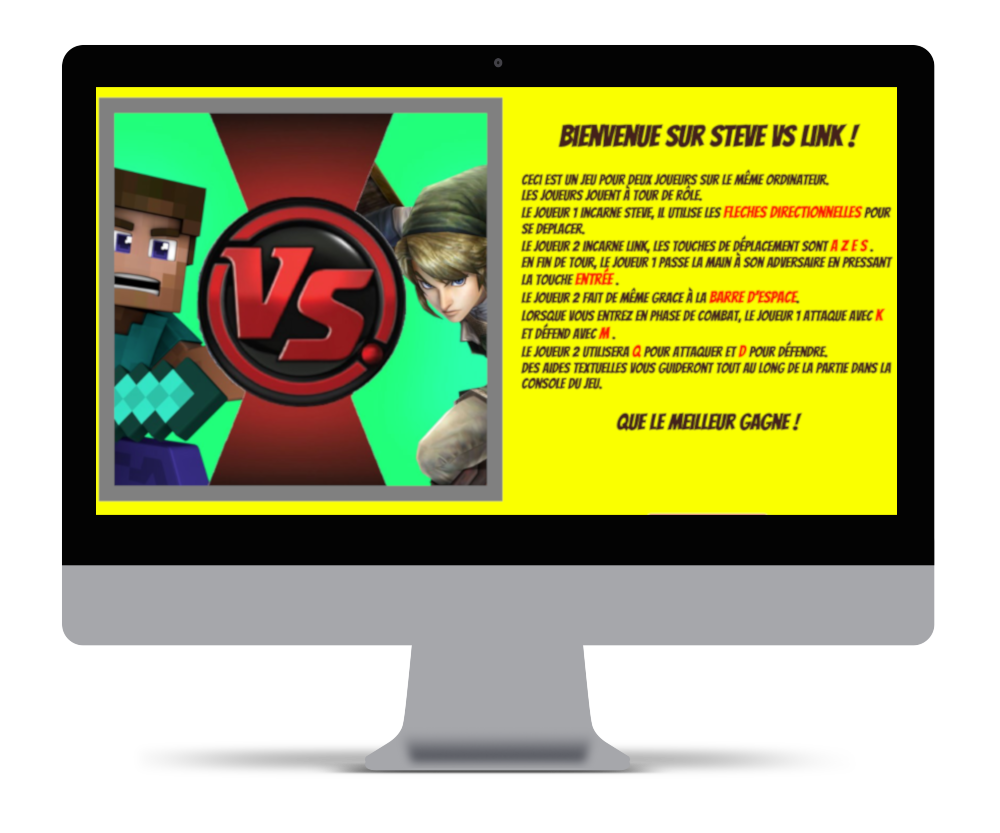 VS.
BIENVENUE SUR STEVE VS LINK !
CECI EST UN JEU POUR DEUX JOUEURS SUR LE MÊME ORDINATEUR.
LES JOUEURS JOUENT À TOUR DE RÔLE.
LE JOUEUR 1 INCARNE STEVE, IL UTILISE LES FLECHES DIRECTIONNELLES POUR
SE DEPLACER.
LE JOUEUR 2 INCARNE LINK, LES TOUCHES DE DÉPLACEMENT SONT A Z E S .
EN FIN DE TOUR, LE JOUEUR 1 PASSE LA MAIN À SON ADVERSAIRE EN PRESSANT
LA TOUCHE ENTRÉE .
LE JOUEUR 2 FAIT DE MÊME GRACE À LA BARRE D'ESPACE.
LORSQUE VOUS ENTREZ EN PHASE DE COMBAT, LE JOUEUR 1 ATTAQUE AVEC K
ET DÉFEND AVEC M .
LE JOUEUR 2 UTILISERA Q POUR ATTAQUER ET D POUR DÉFENDRE.
DES AIDES TEXTUELLES VOUS GUIDERONT TOUT AU LONG DE LA PARTIE DANS LA
CONSOLE DU JEU.
QUE LE MEILLEUR GAGNE !